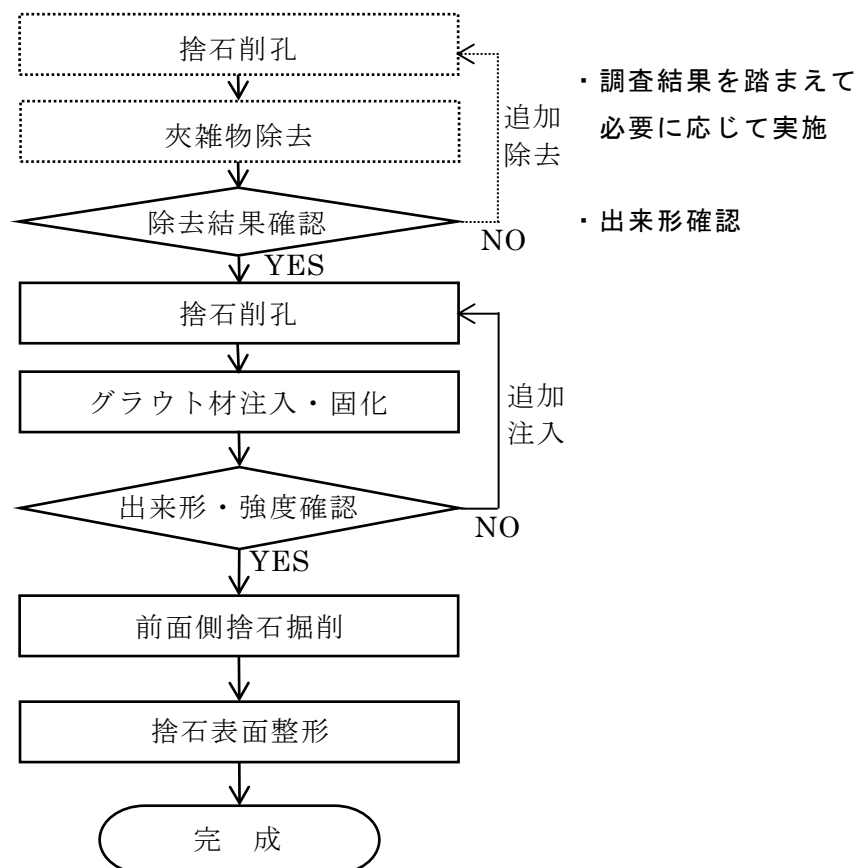 捨石削孔
・調査結果を踏まえて
必要に応じて実施
追加
除去
夾雑物除去
除去結果確認
・出来形確認
NO
YES
捨石削孔
グラウト材注入・固化
追加
注入
出来形・強度確認
NO
YES
前面側捨石掘削
捨石表面整形
完 成